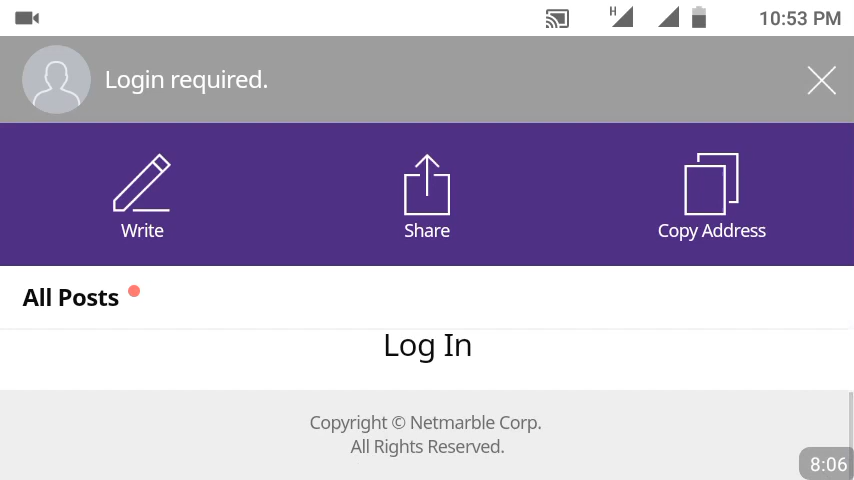 H
10:53 PM
Login required.
Write
Share
Copy Address
All Posts
Log In
Copyright © Netmarble Corp.
All Rights Reserved.
8:06